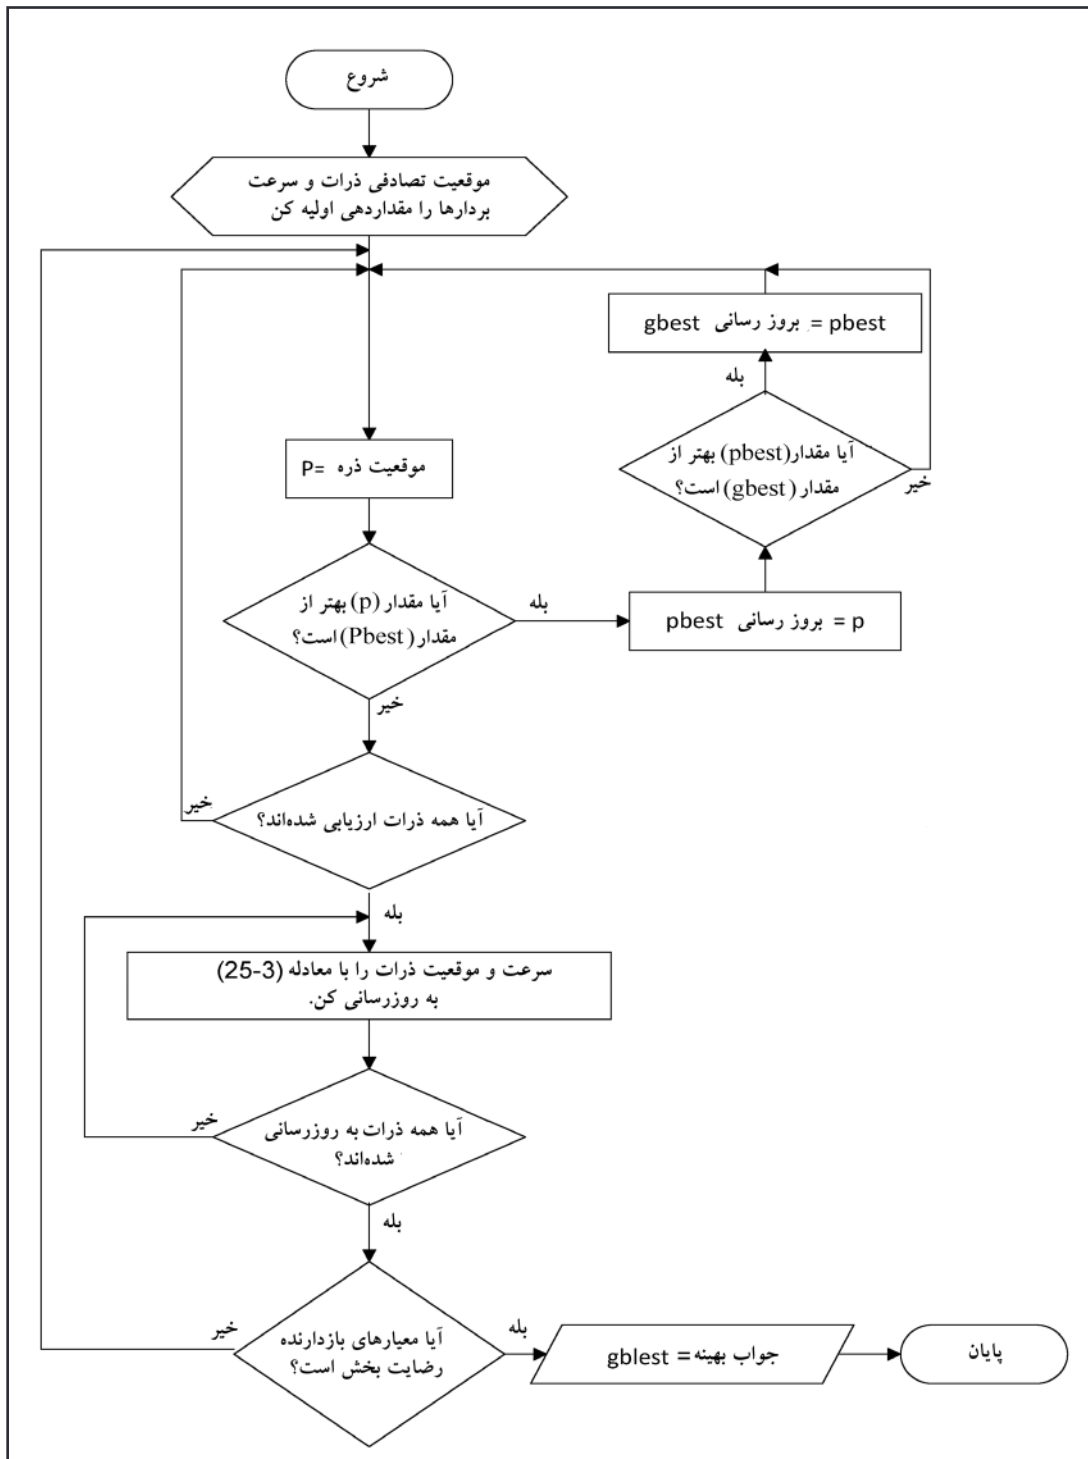 شروع
موقعیت تصادفی ذرات و سرعت
بردارها را مقداردهی اولیه کن
gbest بروز رسانی = pbest
بله
آیا مقدار(pbest) بهتر از
مقدار (gbest) است؟
خیر
P= موقعیت ذره
آیا مقدار (p) بهتر از
مقدار (Pbest) است؟
بله
pbest بروز رسانی = p
خیر
آیا همه ذرات ارزیابی شده‌اند؟
خیر
بله
سرعت و موقعیت ذرات را با معادله (25-3)
به روزرسانی کن.
آیا همه ذرات به روزرسانی
شده‌اند؟
خیر
بله
آیا معیارهای بازدارنده
رضایت بخش است؟
خیر
بله
gblest = جواب بهینه
پایان